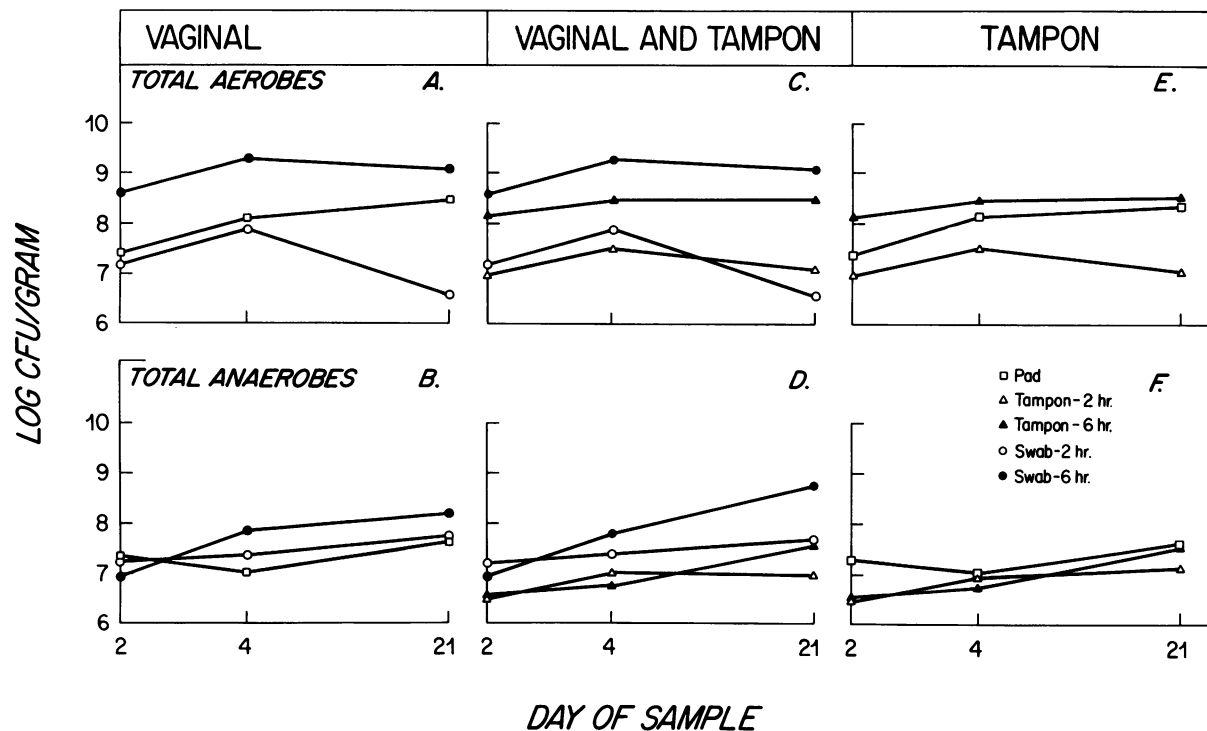 VAGINAL
VAGINAL AND TAMPON
TAMPON
TOTAL AEROBES A.
C.
E.
10
9
8
7
6
LOG CFU/GRAM
TOTAL ANAEROBES B.
D.
F.
□ Pad
△ Tampon-2 hr.
▲ Tampon-6 hr.
○ Swab-2 hr.
● Swab-6 hr.
10
9
8
7
6
2 4 21
2 4 21
2 4 21
DAY OF SAMPLE